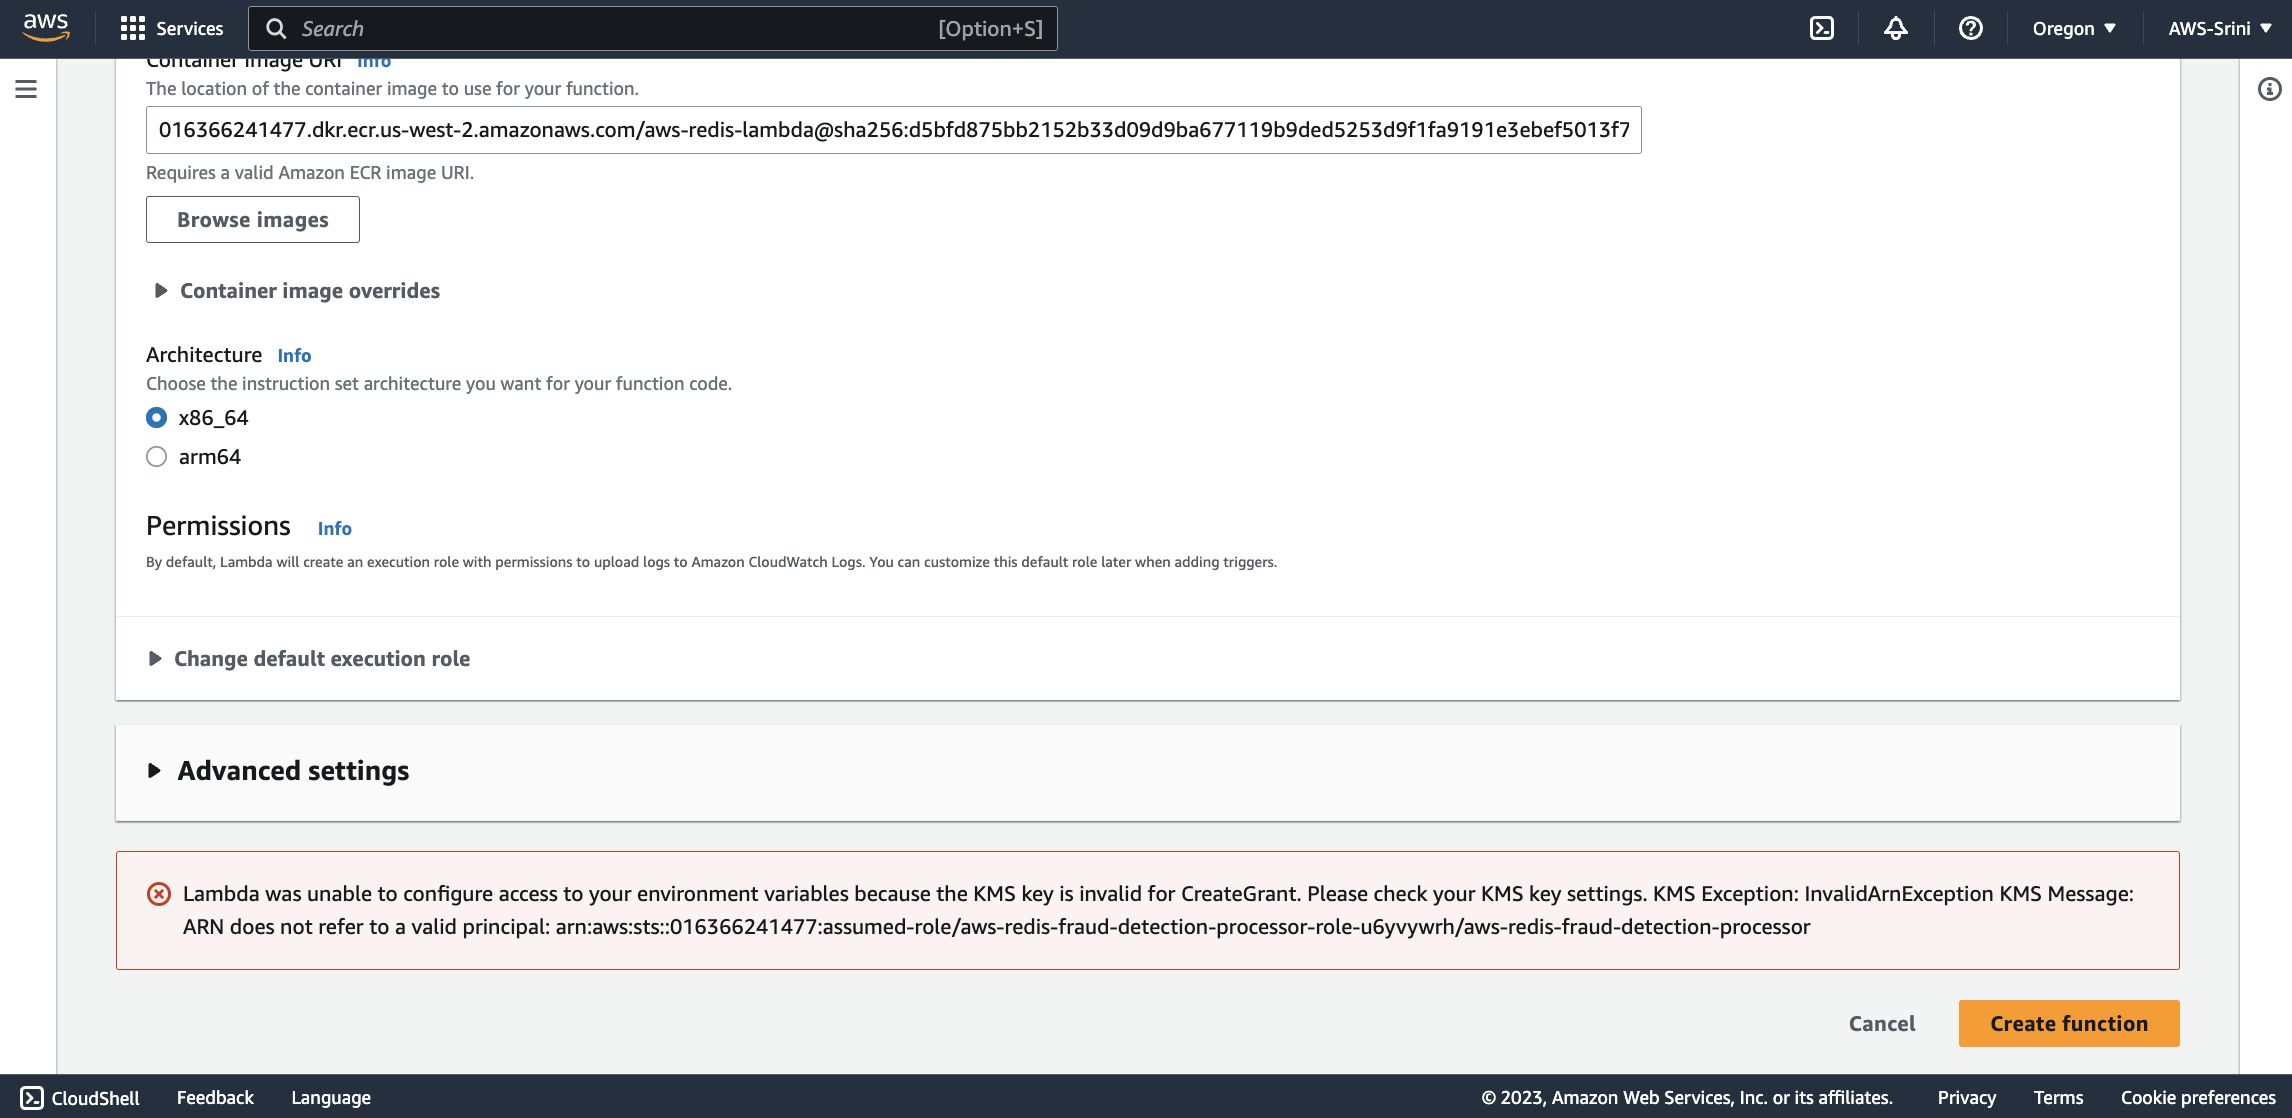 aws
Services
Search
[Option+S]
Oregon
AWS-Srini
Container image URI Info
The location of the container image to use for your function.
016366241477.dkr.ecr.us-west-2.amazonaws.com/aws-redis-lambda@sha256:d5bfd875bb2152b33d09d9ba677119b9ded5253d9f1fa9191e3ebef5013f7
Requires a valid Amazon ECR image URI.
Browse images
Container image overrides
Architecture Info
Choose the instruction set architecture you want for your function code.
x86_64
arm64
Permissions Info
By default, Lambda will create an execution role with permissions to upload logs to Amazon CloudWatch Logs. You can customize this default role later when adding triggers.
Change default execution role
Advanced settings
Lambda was unable to configure access to your environment variables because the KMS key is invalid for CreateGrant. Please check your KMS key settings. KMS Exception: InvalidArnException KMS Message:
ARN does not refer to a valid principal: arn:aws:sts::016366241477:assumed-role/aws-redis-fraud-detection-processor-role-u6yvywrh/aws-redis-fraud-detection-processor
Cancel
Create function
CloudShell
Feedback
Language
© 2023, Amazon Web Services, Inc. or its affiliates.
Privacy
Terms
Cookie preferences